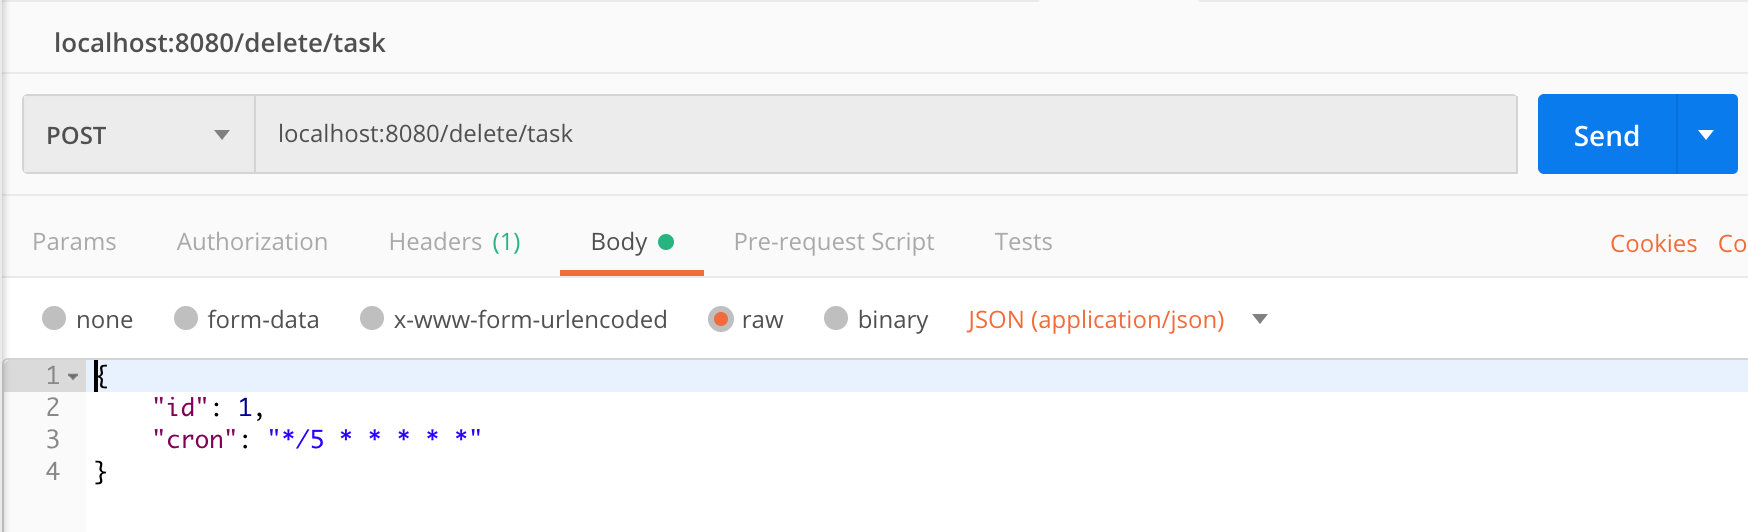 localhost:8080/delete/task
POST localhost:8080/delete/task Send
Params Authorization Headers (1) Body Pre-request Script Tests Cookies Co
none form-data x-www-form-urlencoded raw binary JSON (application/json)
1 {
2 "id": 1,
3 "cron": "*/5 * * * * *"
4 }